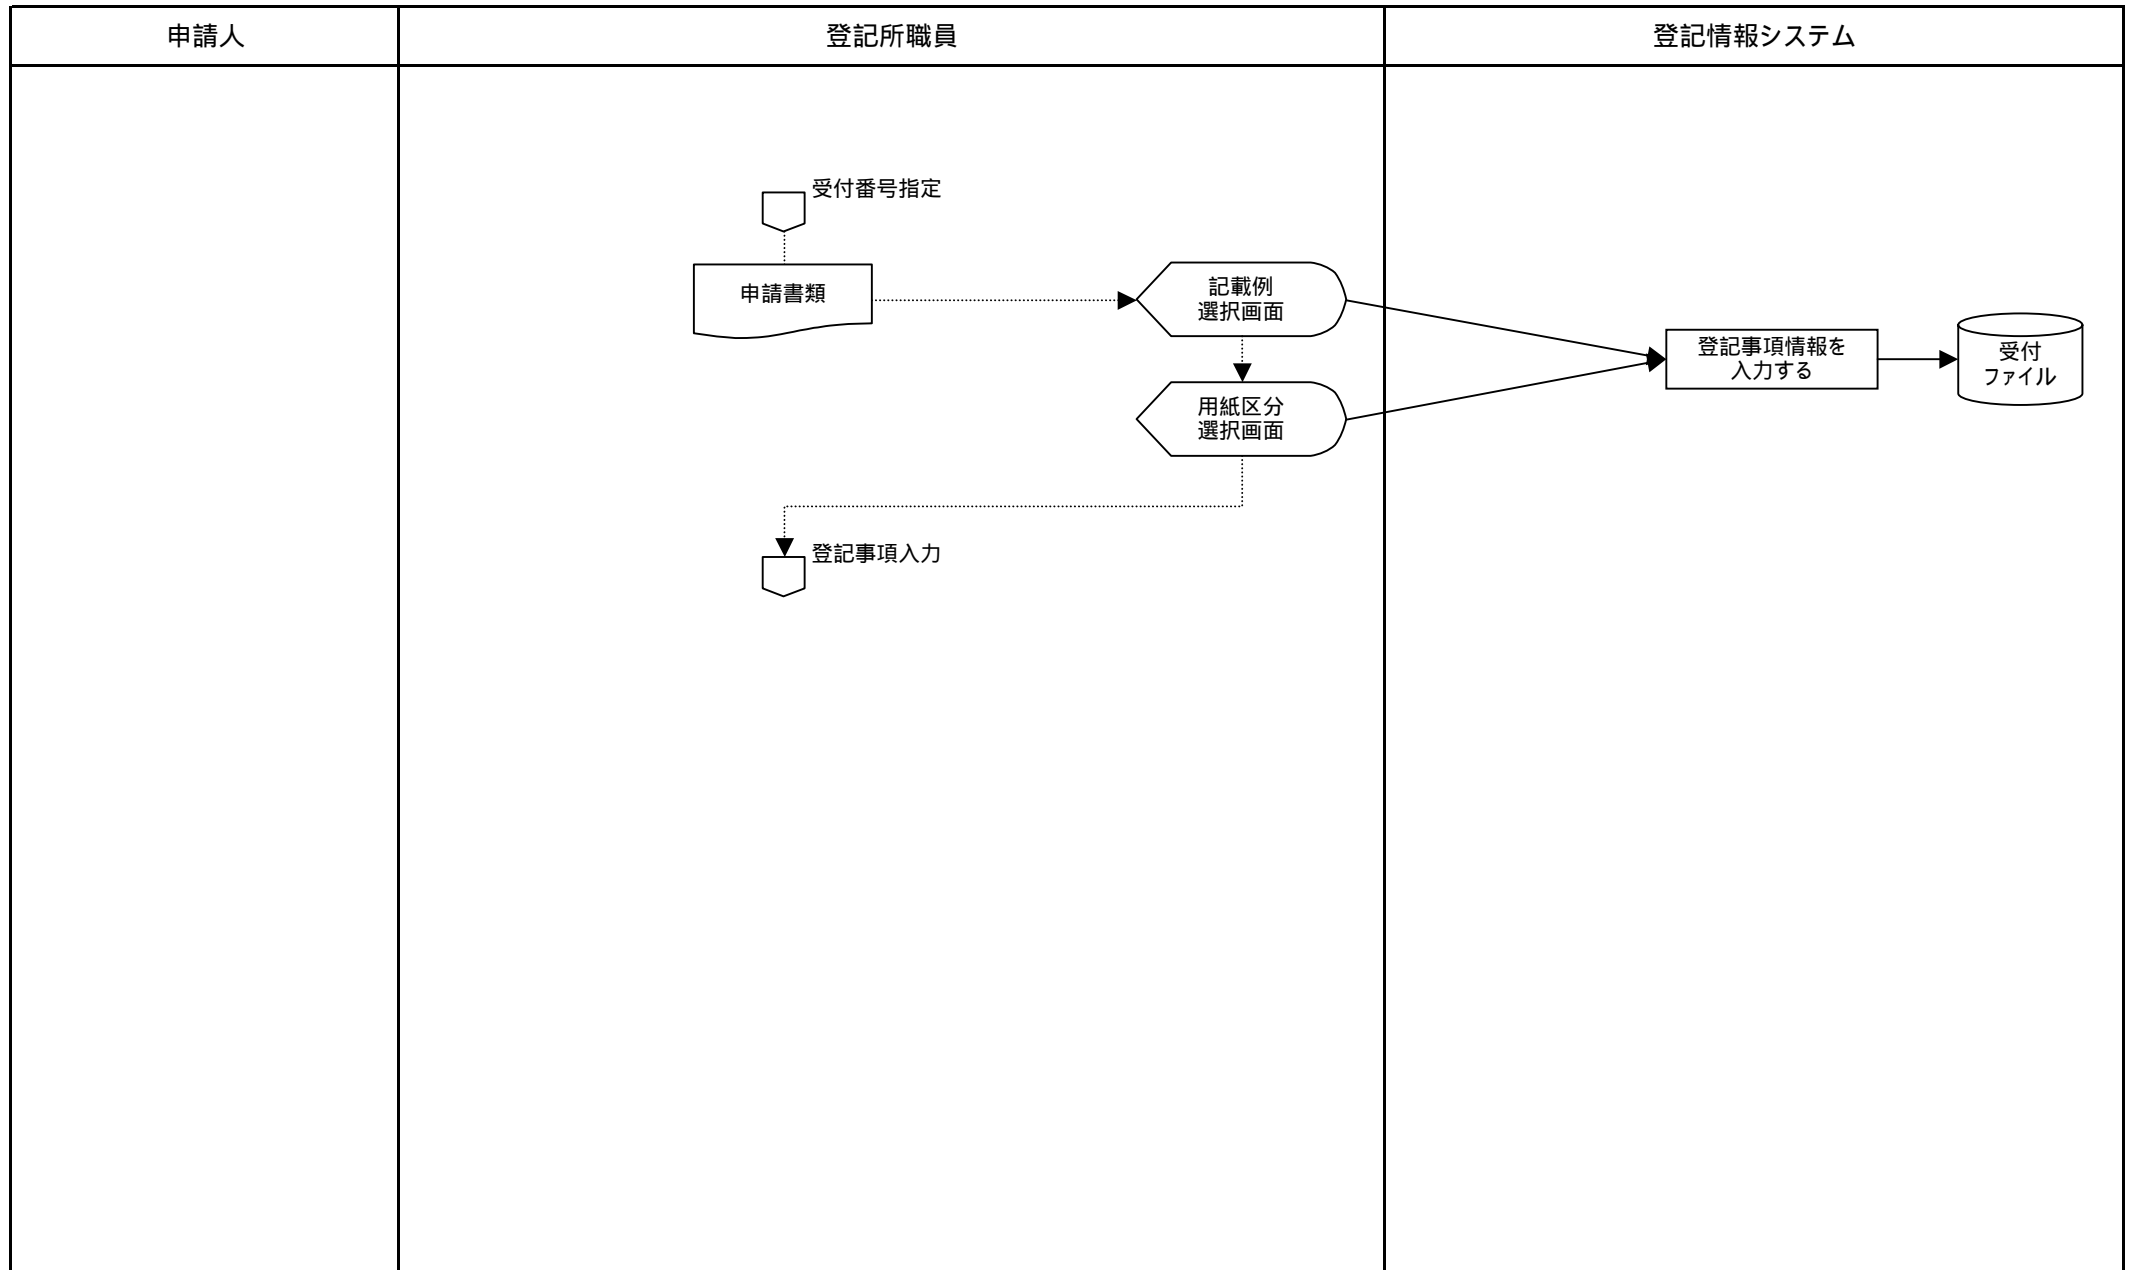 申請人
登記所職員
登記情報システム
受付番号指定
申請書類
記載例
選択画面
登記事項情報を
入力する
受付
ファイル
用紙区分
選択画面
登記事項入力